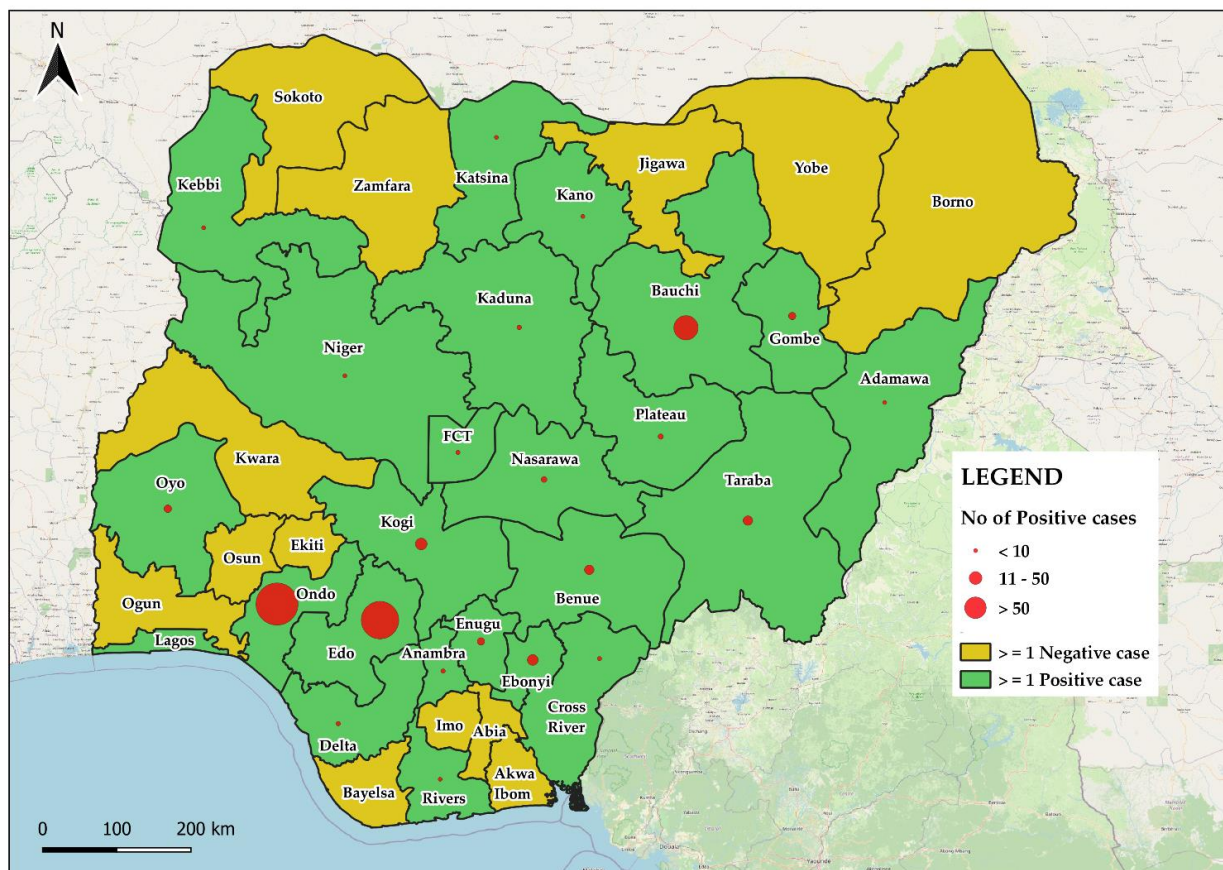 N
Sokoto
Kebbi
Zamfara
Katsina
Kano
Jigawa
Yobe
Borno
Kaduna
Bauchi
Gombe
Niger
Adamawa
Plateau
FCT
Nasarawa
Taraba
Kwara
Oyo
Kogi
Osun
Ekiti
Ogun
Ondo
Benue
Lagos
Edo
Enugu
Anambra
Ebonyi
Cross
River
Imo
Abia
Delta
Akwa
Ibom
Bayelsa
Rivers
LEGEND
No of Positive cases
< 10
11 - 50
> 50
> = 1 Negative case
> = 1 Positive case
0 100 200 km